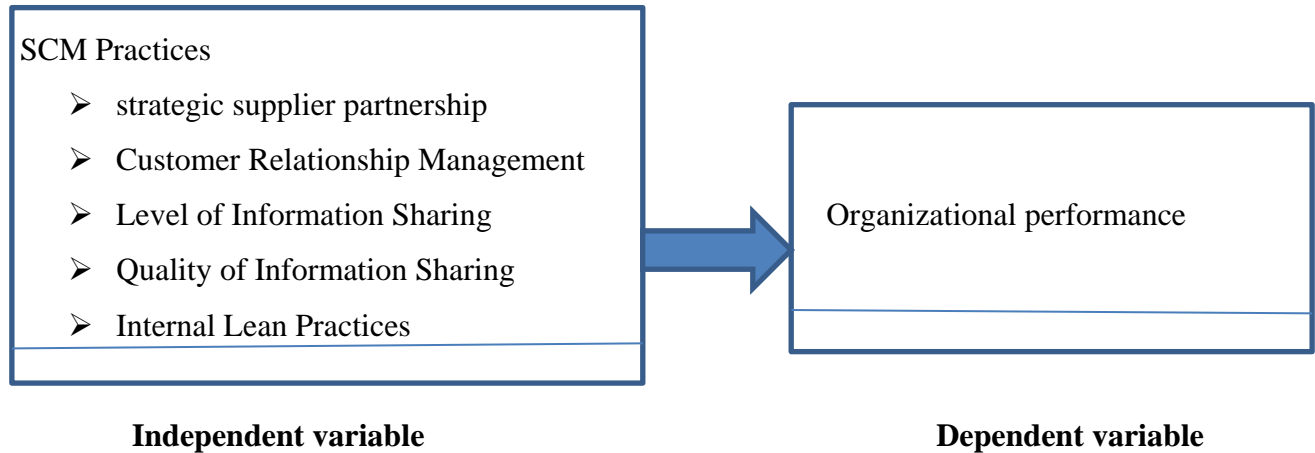 SCM Practices
➢ strategic supplier partnership
➢ Customer Relationship Management
➢ Level of Information Sharing
➢ Quality of Information Sharing
➢ Internal Lean Practices
Organizational performance
Independent variable
Dependent variable